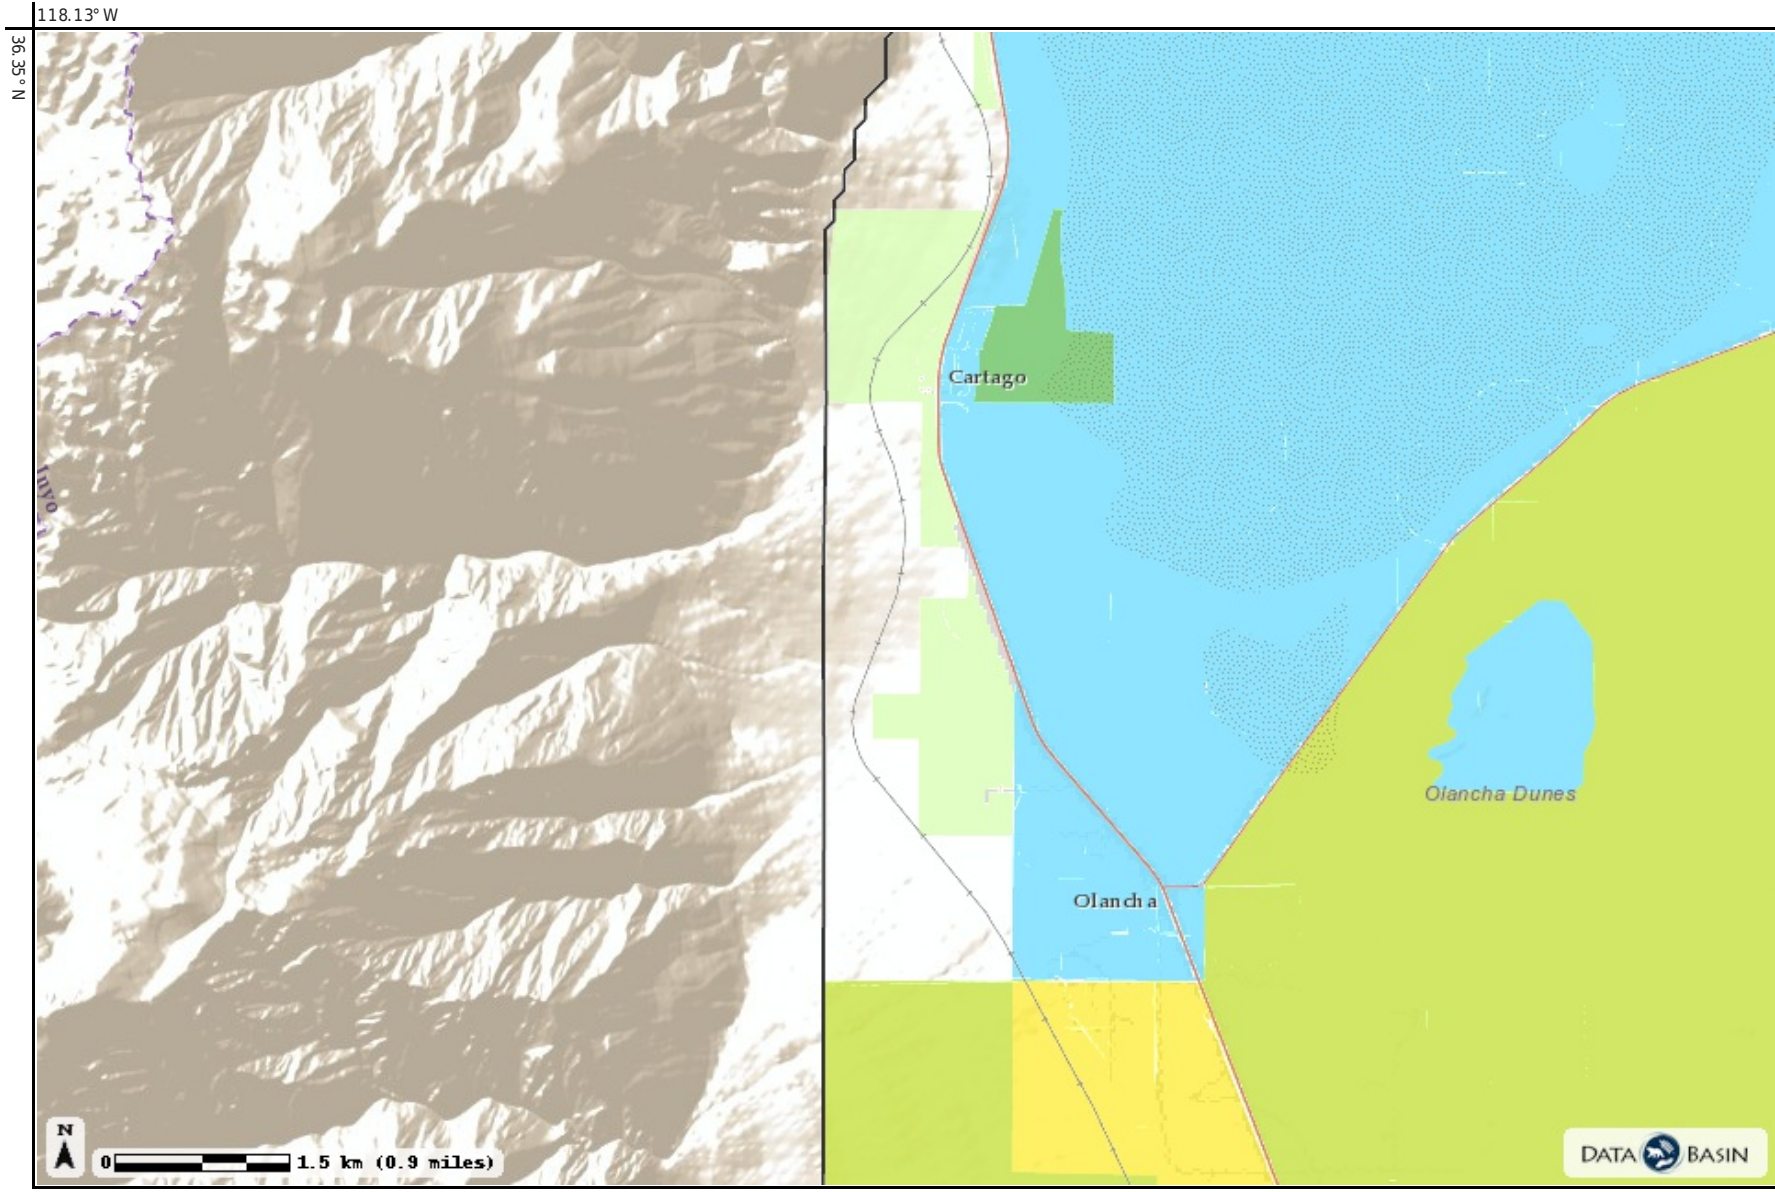 118.13° W
36.35° N
Cartago
Inyo
Olancha Dunes
Olancha
N
0 1.5 km (0.9 miles)
DATA BASIN